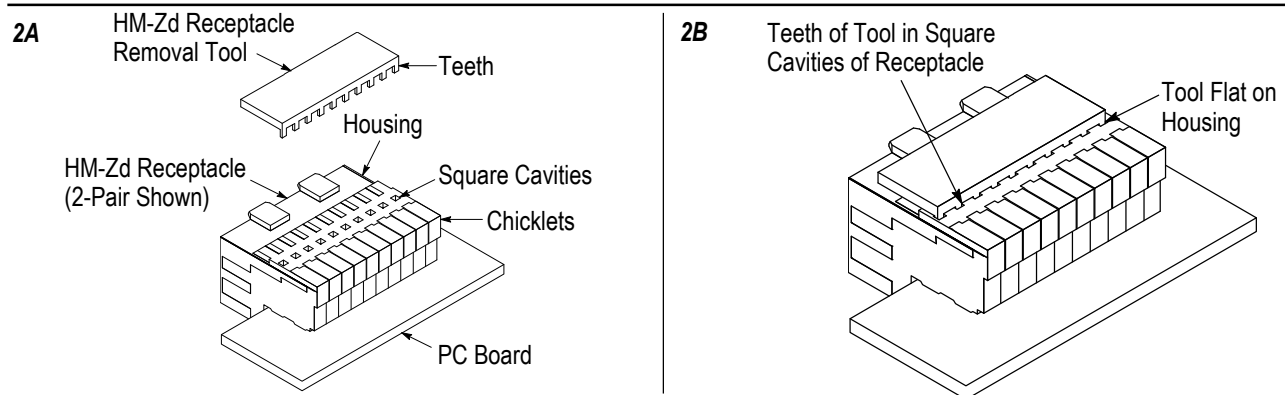 2A
HM-Zd Receptacle
Removal Tool
Teeth
Housing
HM-Zd Receptacle
(2-Pair Shown)
Square Cavities
Chicklets
PC Board
2B
Teeth of Tool in Square
Cavities of Receptacle
Tool Flat on
Housing